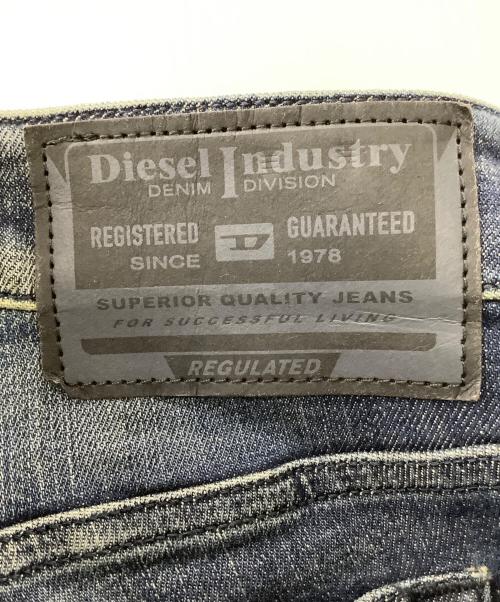 Diesel Industry
DENIM DIVISION
REGISTERED D GUARANTEED
SINCE 1978
SUPERIOR QUALITY JEANS
FOR SUCCESSFUL LIVING
REGULATED